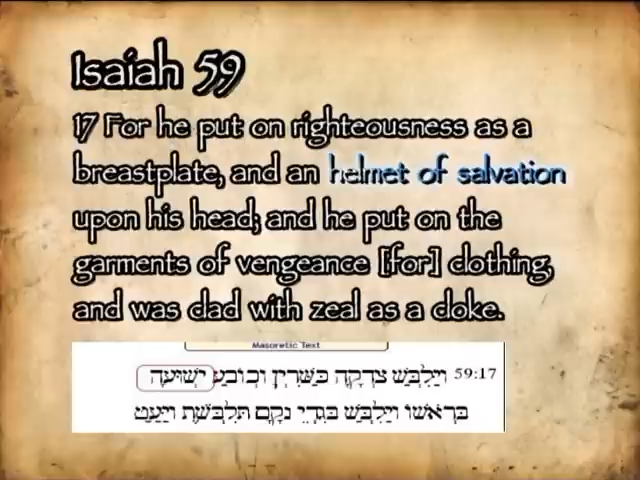 Isaiah 59
17 For he put on righteousness as a
breastplate, and an helmet of salvation
upon his head; and he put on the
garments of vengeance [for] clothing,
and was clad with zeal as a cloke.
Masoretic Text
59:17 וַיִּלְבַּשׁ צְדָקָה כַּשִּׁרְיָן וְכוֹבַע יְשׁוּעָה
בְּרֹאשׁוֹ וַיִּלְבַּשׁ בִּגְדֵי נָקָם תִּלְבֹּשֶׁת וַיַּעַט